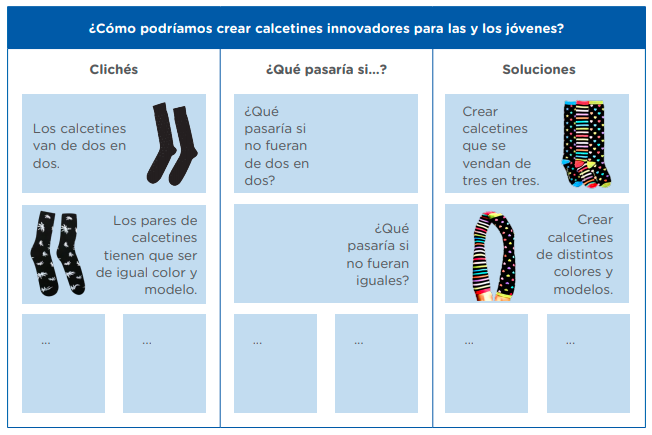 ¿Cómo podríamos crear calcetines innovadores para las y los jóvenes?
Clichés
¿Qué pasaría si...?
Soluciones
Los calcetines
van de dos en
dos.
¿Qué
pasaría si
no fueran
de dos en
dos?
Crear
calcetines
que se
vendan de
tres en tres.
Los pares de
calcetines
tienen que ser
de igual color y
modelo.
¿Qué
pasaría si
no fueran
iguales?
Crear
calcetines
de distintos
colores y
modelos.
...
...
...
...
...
...